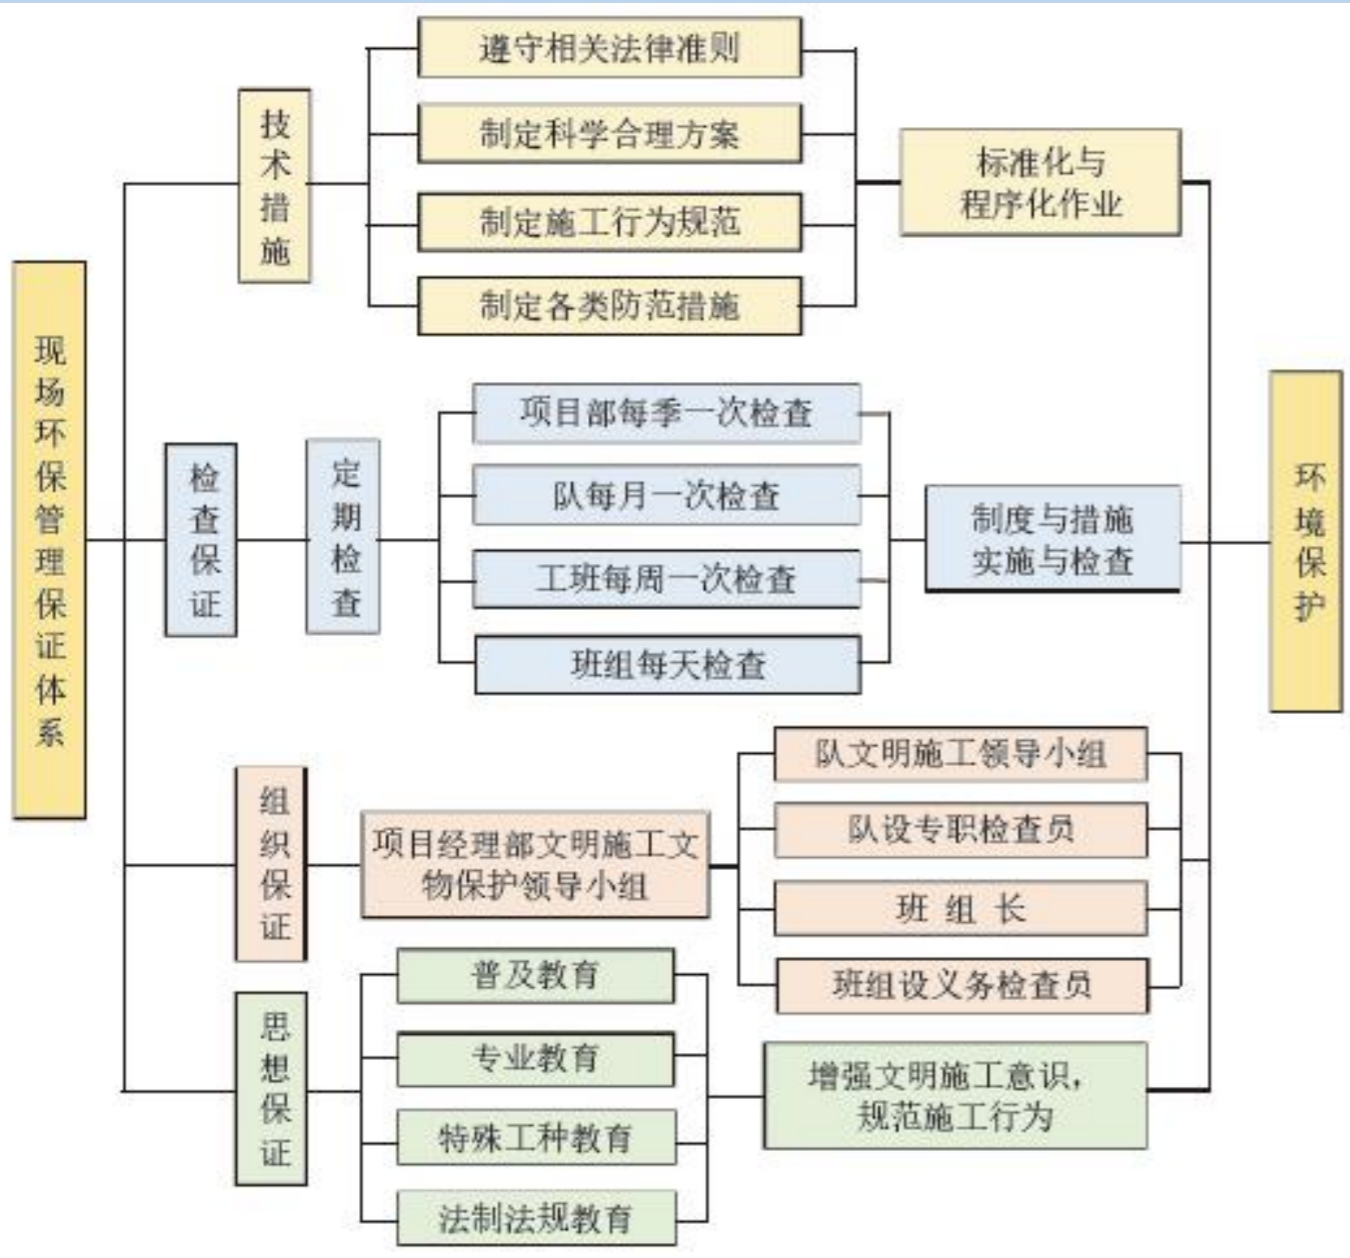 现场环保管理保证体系
技术措施
遵守相关法律准则
制定科学合理方案
制定施工行为规范
制定各类防范措施
标准化与
程序化作业
检查保证
定期检查
项目部每季一次检查
队每月一次检查
工班每周一次检查
班组每天检查
制度与措施
实施与检查
组织保证
项目经理部文明施工文
物保护领导小组
队文明施工领导小组
队设专职检查员
班 组 长
班组设义务检查员
思想保证
普及教育
专业教育
特殊工种教育
法制法规教育
增强文明施工意识，
规范施工行为
环境保护